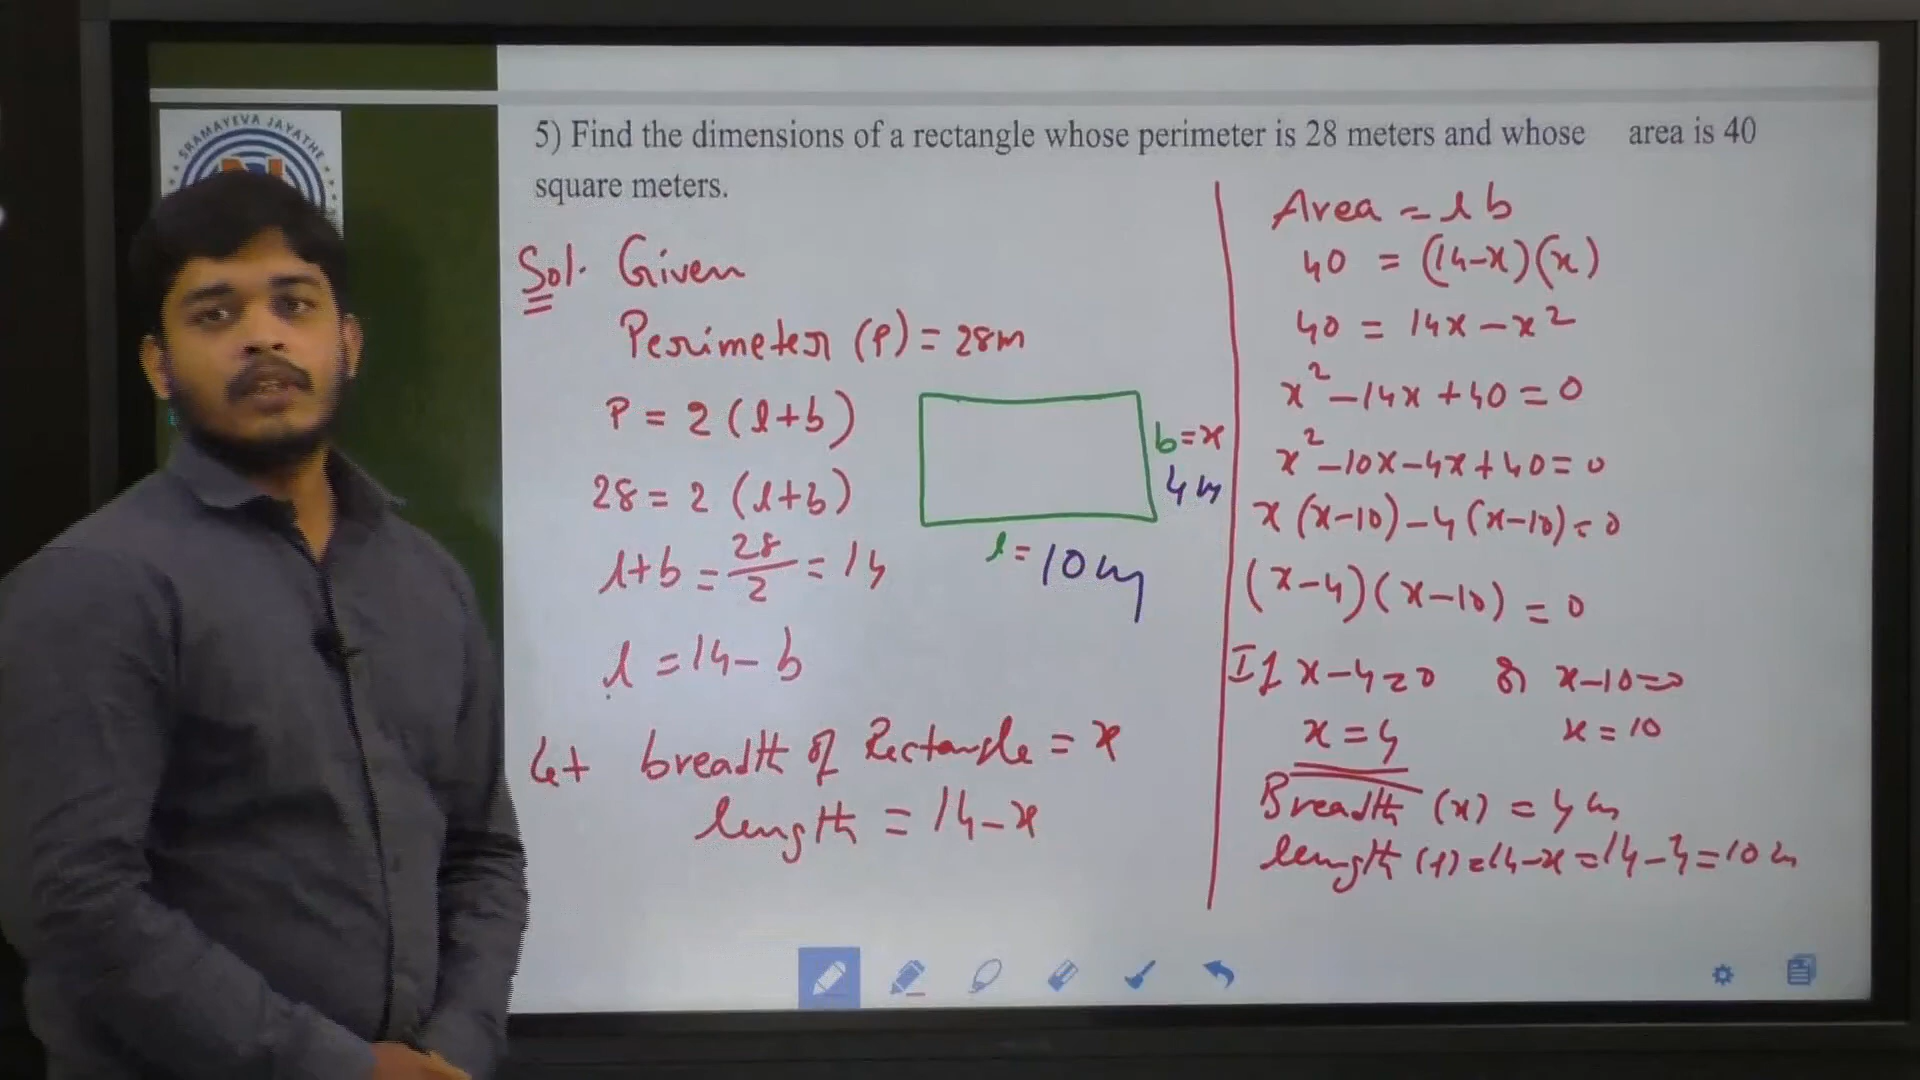 SRAMAYEVA JAYATHE
5) Find the dimensions of a rectangle whose perimeter is 28 meters and whose area is 40
square meters.
Sol. Given
Perimeter (P) = 28m
P = 2 (l+b)
28 = 2 (l+b)
l+b = 28/2 = 14
l = 14 - b
Let breadth of Rectangle = x
length = 14-x
b=x
4m
l = 10m
Area = lb
40 = (14-x)(x)
40 = 14x - x²
x² - 14x + 40 = 0
x² - 10x - 4x + 40 = 0
x (x-10) - 4 (x-10) = 0
(x-4) (x-10) = 0
If x-4=0 or x-10=0
x=4 x=10
Breadth (x) = 4m
length (l)=14-x=14-4=10m